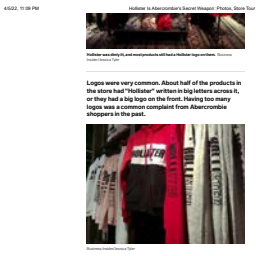 4/5/22, 11:39 PM Hollister Is Abercrombie's Secret Weapon: Photos, Store Tour
Hollister was dimly lit, and most products still had a Hollister logo on them. Business
Insider/Jessica Tyler
Logos were very common. About half of the products in
the store had "Hollister" written in big letters across it,
or they had a big logo on the front. Having too many
logos was a common complaint from Abercrombie
shoppers in the past.
HOLLISTER
Business Insider/Jessica Tyler